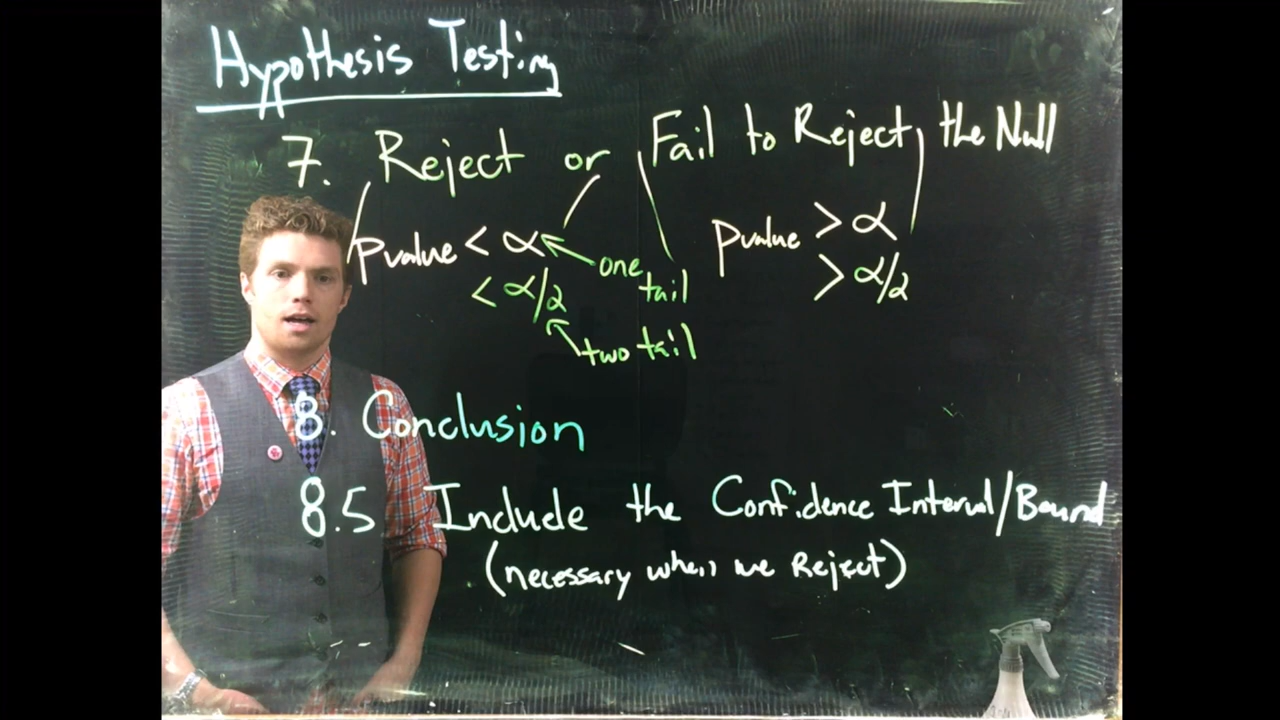 Hypothesis Testing
7. Reject or Fail to Reject the Null
pvalue < α
< α/2
one tail
two tail
pvalue > α
> α/2
8. Conclusion
8.5 Include the Confidence Interval/Bound
(necessary when we Reject)